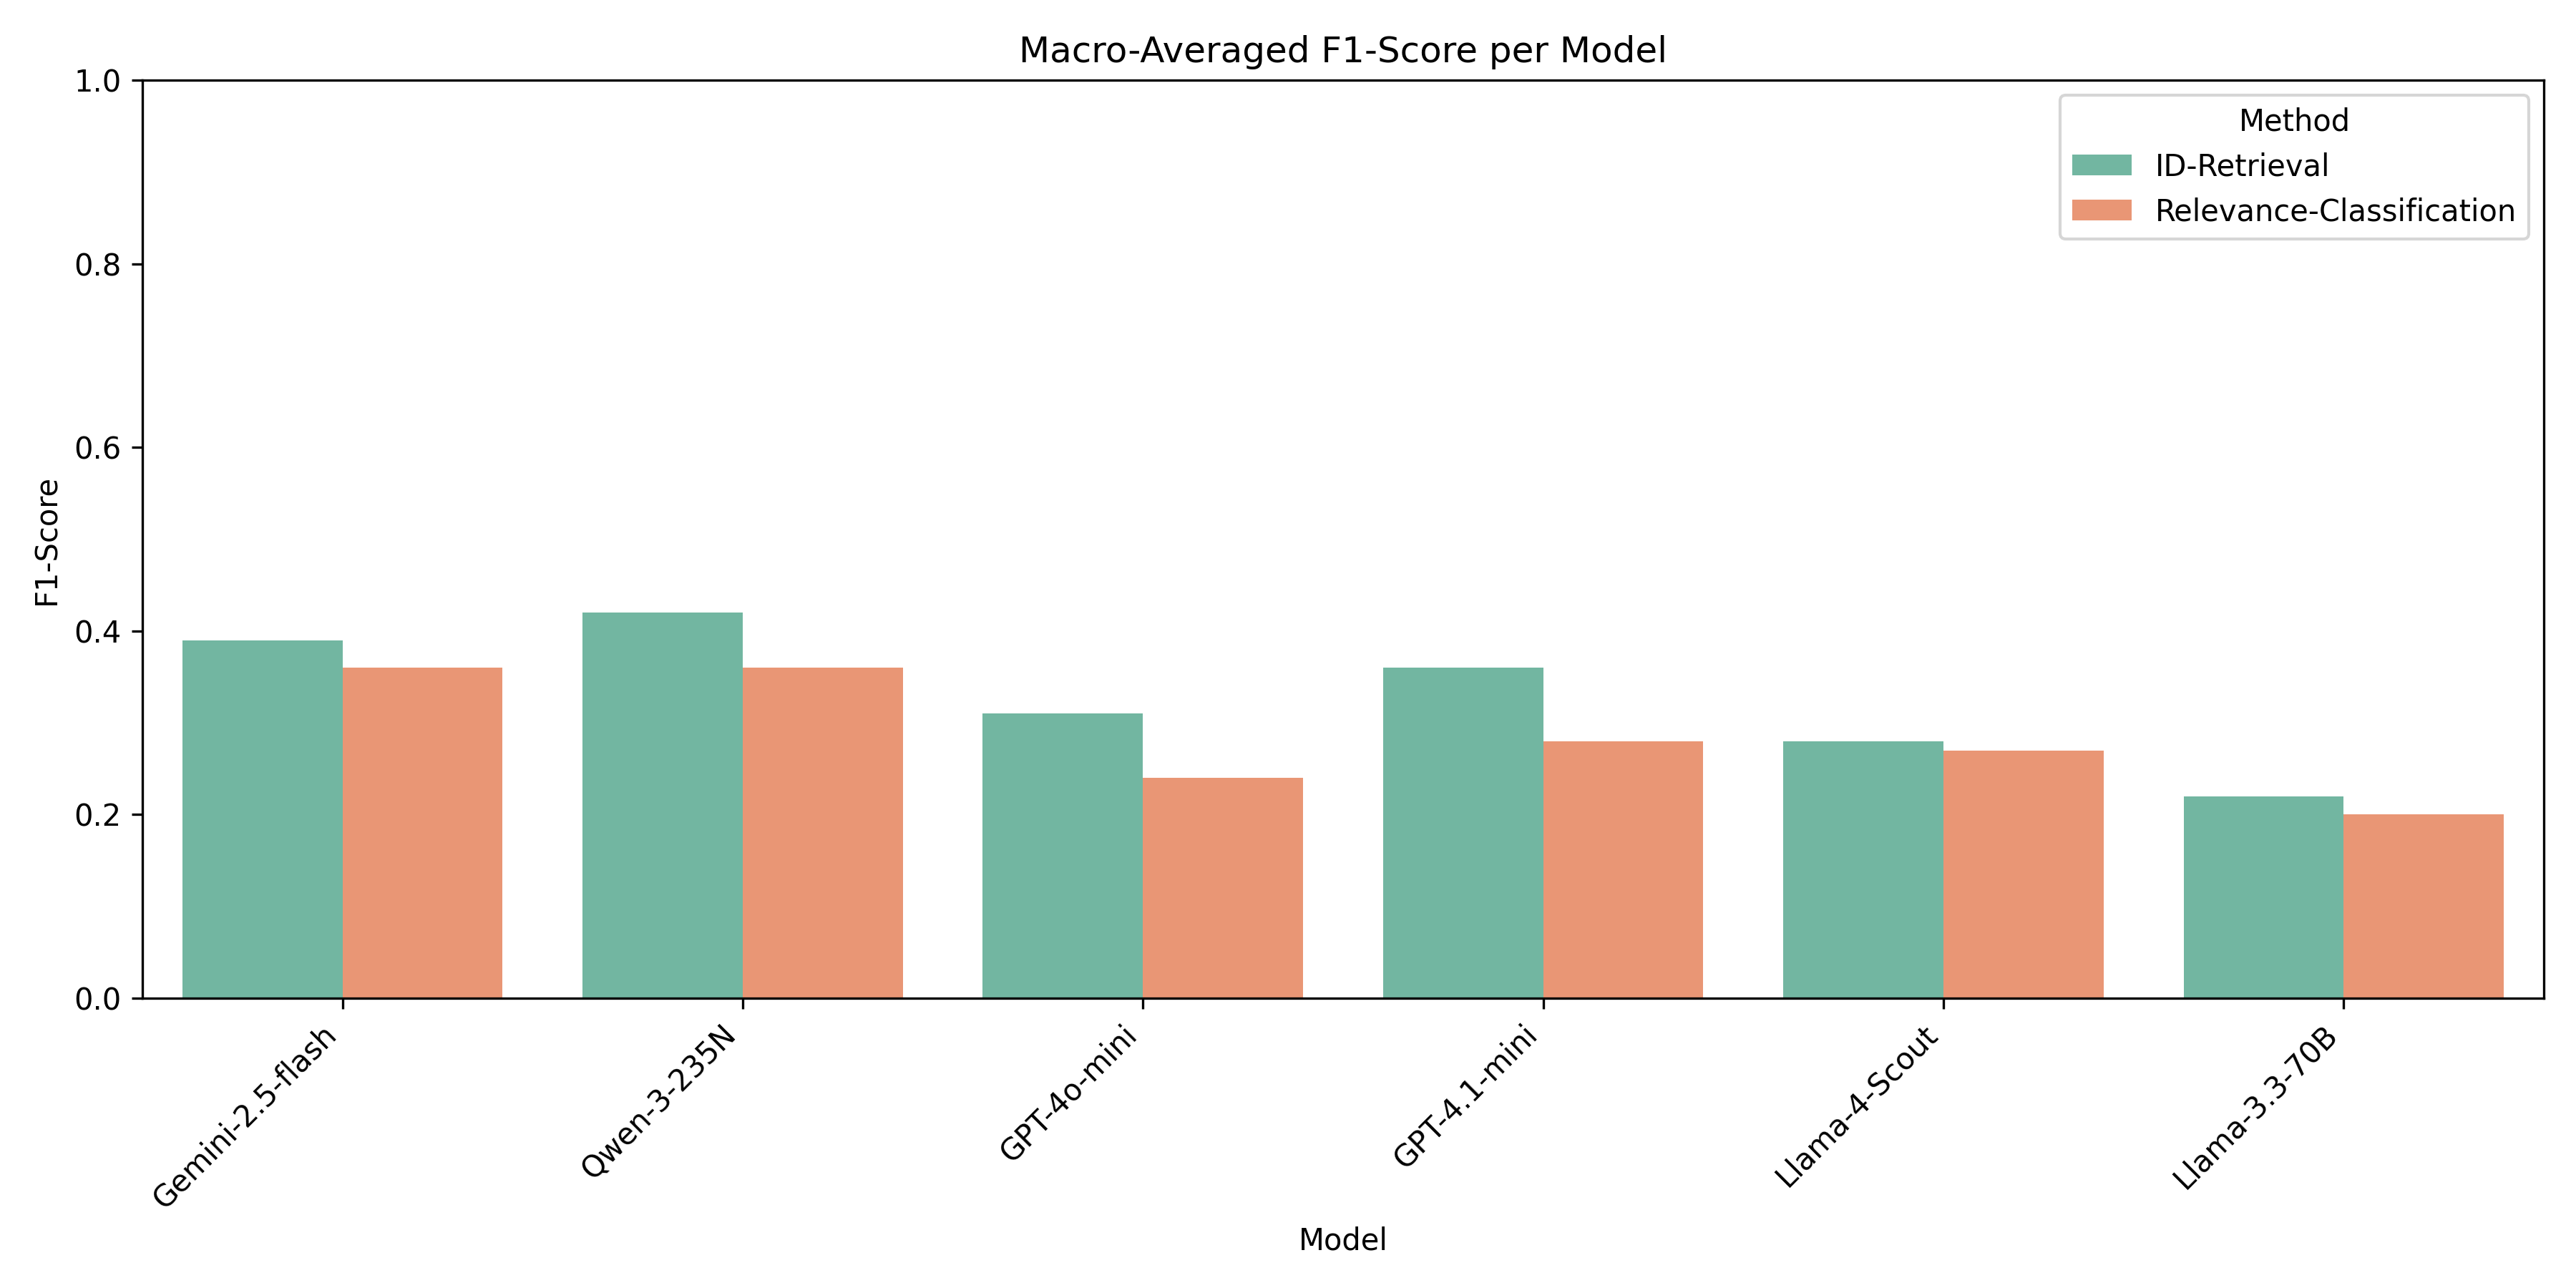 Macro-Averaged F1-Score per Model
Method
ID-Retrieval
Relevance-Classification
1.0
0.8
0.6
0.4
0.2
0.0
F1-Score
Gemini-2.5-flash
Qwen-3-235N
GPT-4o-mini
GPT-4.1-mini
Llama-4-Scout
Llama-3.3-70B
Model